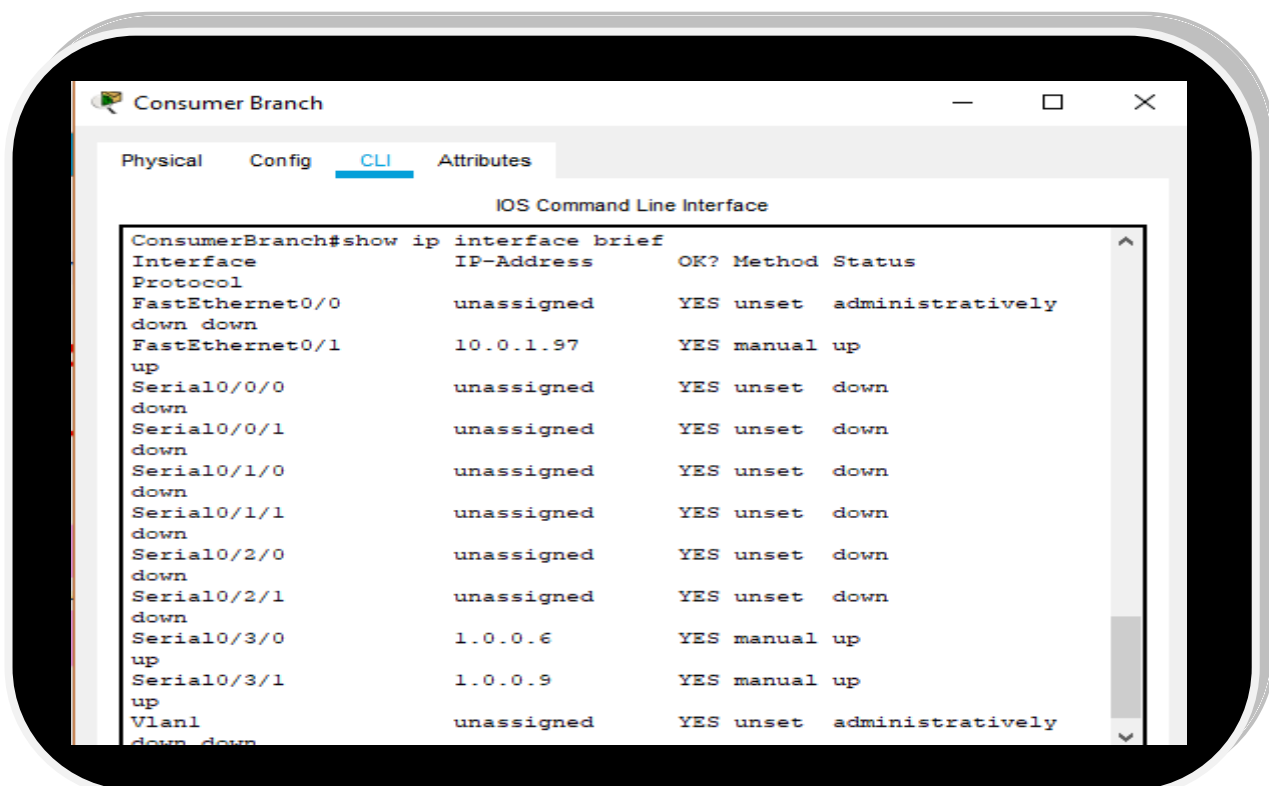 Consumer Branch
Physical Config CLI Attributes
IOS Command Line Interface
ConsumerBranch#show ip interface brief
Interface IP-Address OK? Method Status
Protocol
FastEthernet0/0 unassigned YES unset administratively
down down
FastEthernet0/1 10.0.1.97 YES manual up
up
Serial0/0/0 unassigned YES unset down
down
Serial0/0/1 unassigned YES unset down
down
Serial0/1/0 unassigned YES unset down
down
Serial0/1/1 unassigned YES unset down
down
Serial0/2/0 unassigned YES unset down
down
Serial0/2/1 unassigned YES unset down
down
Serial0/3/0 1.0.0.6 YES manual up
up
Serial0/3/1 1.0.0.9 YES manual up
up
Vlan1 unassigned YES unset administratively
down down